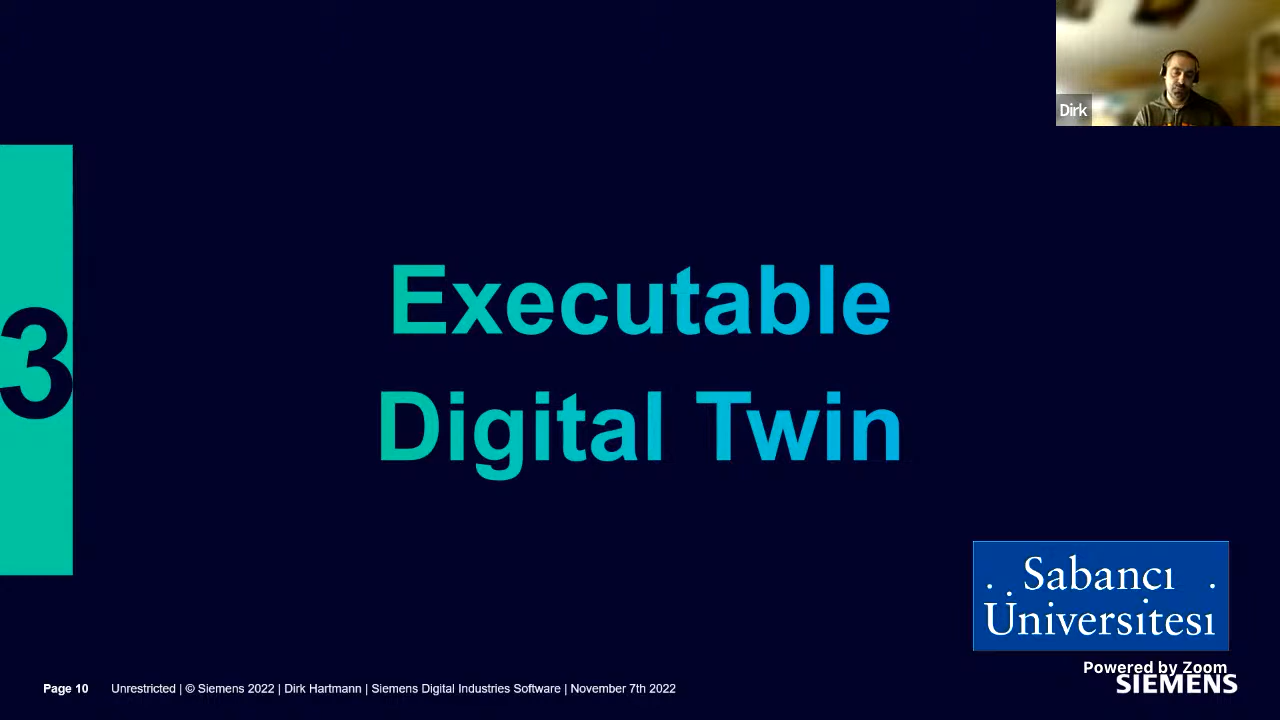 Dirk
3
Executable
Digital Twin
Sabancı
Üniversitesi
Powered by Zoom
SIEMENS
Page 10 Unrestricted | © Siemens 2022 | Dirk Hartmann | Siemens Digital Industries Software | November 7th 2022